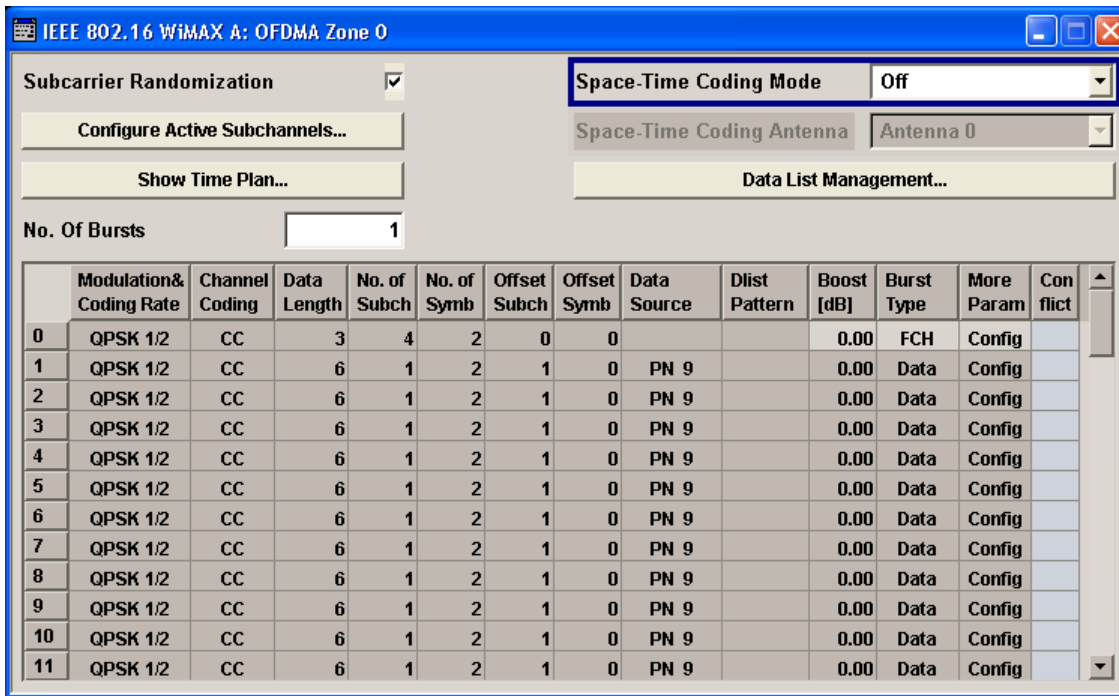 IEEE 802.16 WiMAX A: OFDMA Zone 0
Subcarrier Randomization
Space-Time Coding Mode Off
Configure Active Subchannels...
Space-Time Coding Antenna Antenna 0
Show Time Plan...
Data List Management...
No. Of Bursts 1
Modulation& Channel Data No. of No. of Offset Offset Data Dlist Boost Burst More Con
Coding Rate Coding Length Subch Symb Subch Symb Source Pattern [dB] Type Param flict
0 QPSK 1/2 CC 3 4 2 0 0 0.00 FCH Config
1 QPSK 1/2 CC 6 1 2 1 0 PN 9 0.00 Data Config
2 QPSK 1/2 CC 6 1 2 1 0 PN 9 0.00 Data Config
3 QPSK 1/2 CC 6 1 2 1 0 PN 9 0.00 Data Config
4 QPSK 1/2 CC 6 1 2 1 0 PN 9 0.00 Data Config
5 QPSK 1/2 CC 6 1 2 1 0 PN 9 0.00 Data Config
6 QPSK 1/2 CC 6 1 2 1 0 PN 9 0.00 Data Config
7 QPSK 1/2 CC 6 1 2 1 0 PN 9 0.00 Data Config
8 QPSK 1/2 CC 6 1 2 1 0 PN 9 0.00 Data Config
9 QPSK 1/2 CC 6 1 2 1 0 PN 9 0.00 Data Config
10 QPSK 1/2 CC 6 1 2 1 0 PN 9 0.00 Data Config
11 QPSK 1/2 CC 6 1 2 1 0 PN 9 0.00 Data Config